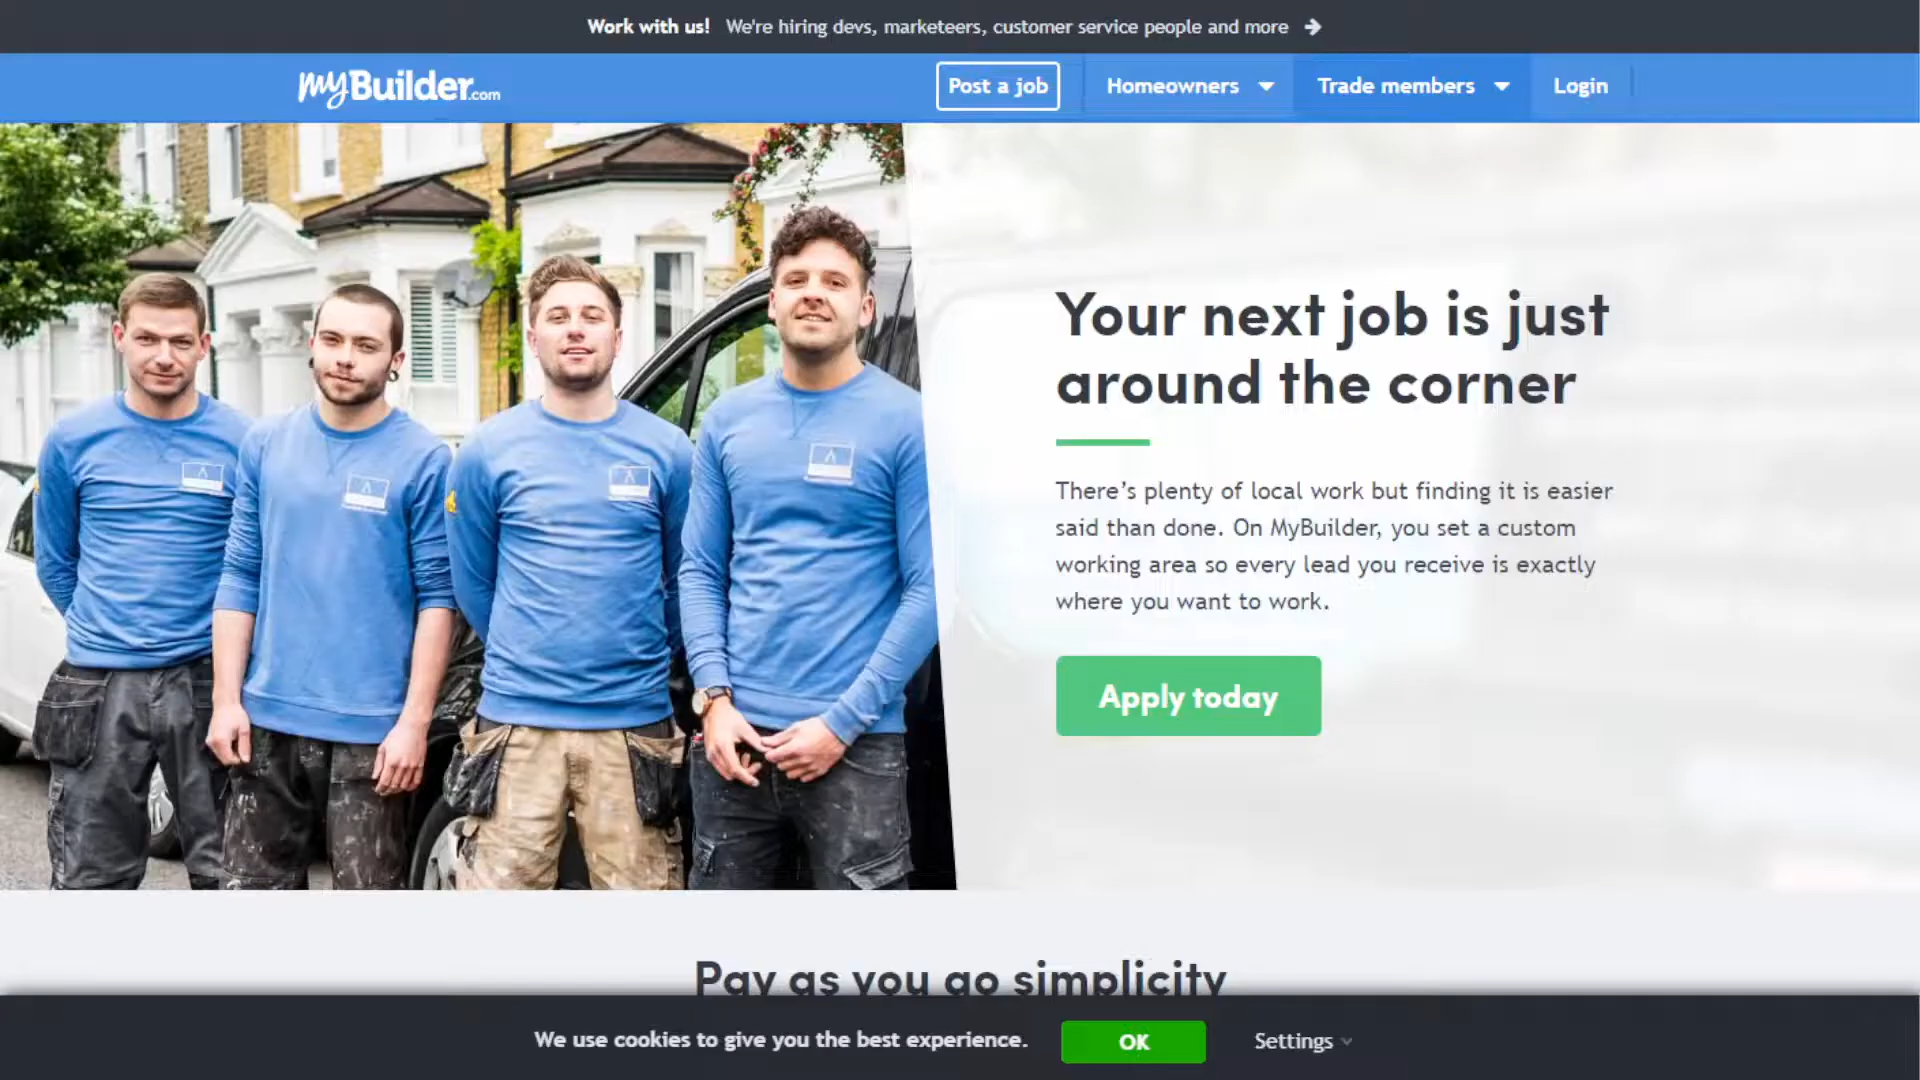 Work with us! We're hiring devs, marketeers, customer service people and more
myBuilder.com
Post a job
Homeowners
Trade members
Login
Your next job is just
around the corner
There's plenty of local work but finding it is easier
said than done. On MyBuilder, you set a custom
working area so every lead you receive is exactly
where you want to work.
Apply today
Pay as you go simplicity
We use cookies to give you the best experience.
OK
Settings